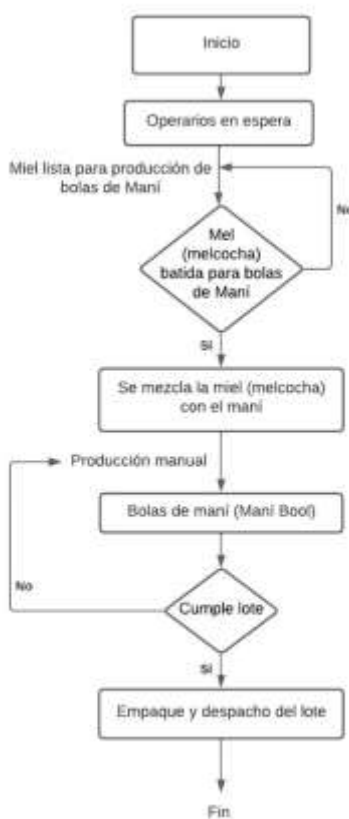 Inicio
Operarios en espera
Miel lista para producción de
bolas de Maní
No
Mel
(melcocha)
batida para bolas
de Maní
Si
Se mezcla la miel (melcocha)
con el maní
Producción manual
Bolas de maní (Maní Bool)
No
Cumple lote
Si
Empaque y despacho del lote
Fin